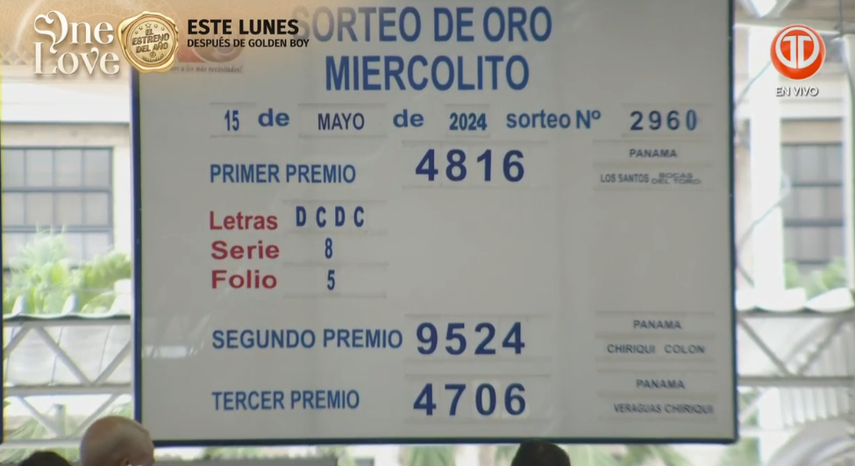 One Love
EL ESTRENO DEL AÑO
ESTE LUNES
DESPUÉS DE GOLDEN BOY
SORTEO DE ORO
MIERCOLITO
EN VIVO
15 de MAYO de 2024 sorteo Nº 2960
PRIMER PREMIO 4816 PANAMA
LOS SANTOS BOCAS DEL TORO
Letras DCDC
Serie 8
Folio 5
SEGUNDO PREMIO 9524 PANAMA
CHIRIQUI COLON
TERCER PREMIO 4706 PANAMA
VERAGUAS CHIRIQUI